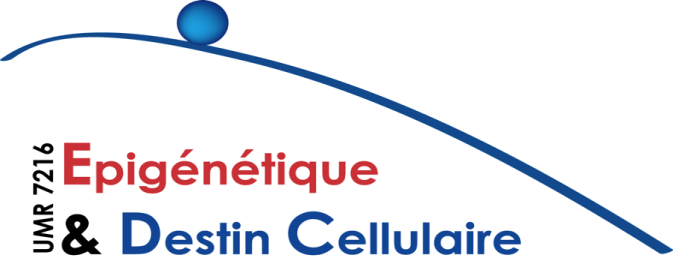 UMR 7216
Epigénétique
& Destin Cellulaire